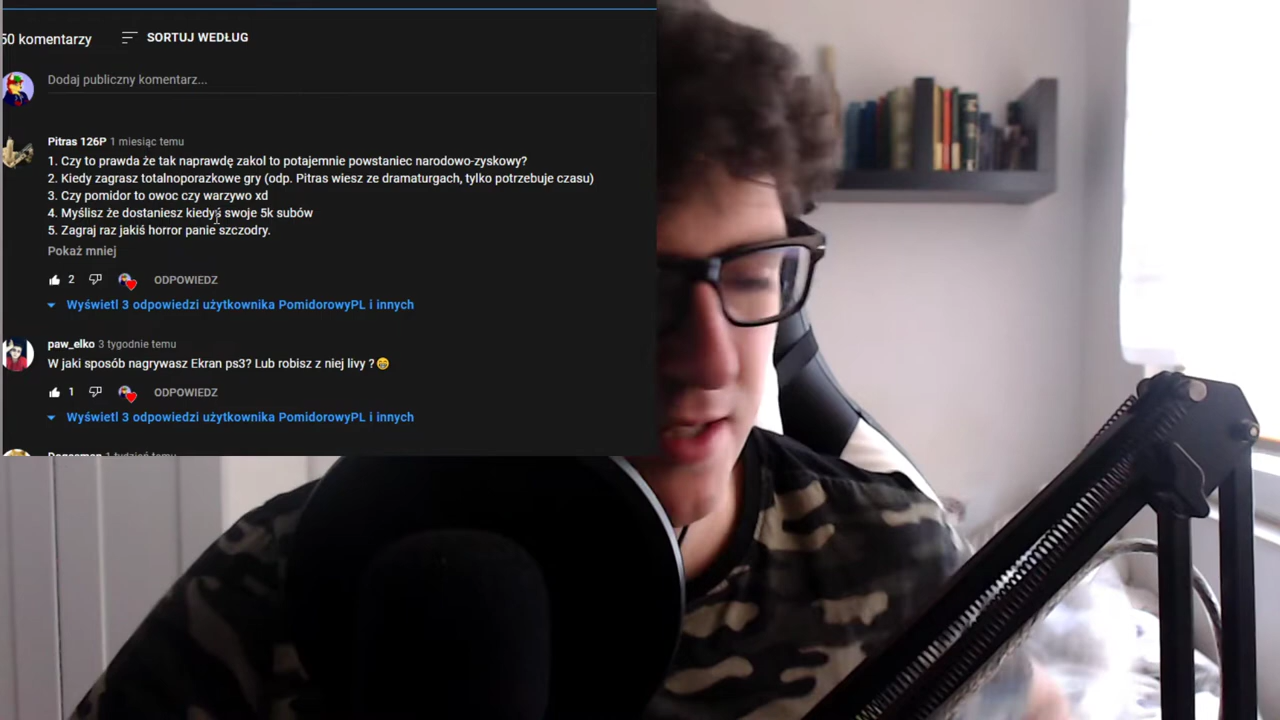 50 komentarzy
SORTUJ WEDŁUG
Dodaj publiczny komentarz...
Pitras 126P 1 miesiąc temu
1. Czy to prawda że tak naprawdę zakol to potajemnie powstaniec narodowo-zyskowy?
2. Kiedy zagrasz totalnoporazkowe gry (odp. Pitras wiesz ze dramaturgach, tylko potrzebuje czasu)
3. Czy pomidor to owoc czy warzywo xd
4. Myślisz że dostaniesz kiedyś swoje 5k subów
5. Zagraj raz jakiś horror panie szczodry.
Pokaż mniej
2 ODPOWIEDZ
Wyświetl 3 odpowiedzi użytkownika PomidorowyPL i innych
paw_elko 3 tygodnie temu
W jaki sposób nagrywasz Ekran ps3? Lub robisz z niej livy ?
1 ODPOWIEDZ
Wyświetl 3 odpowiedzi użytkownika PomidorowyPL i innych
1 tydzień temu